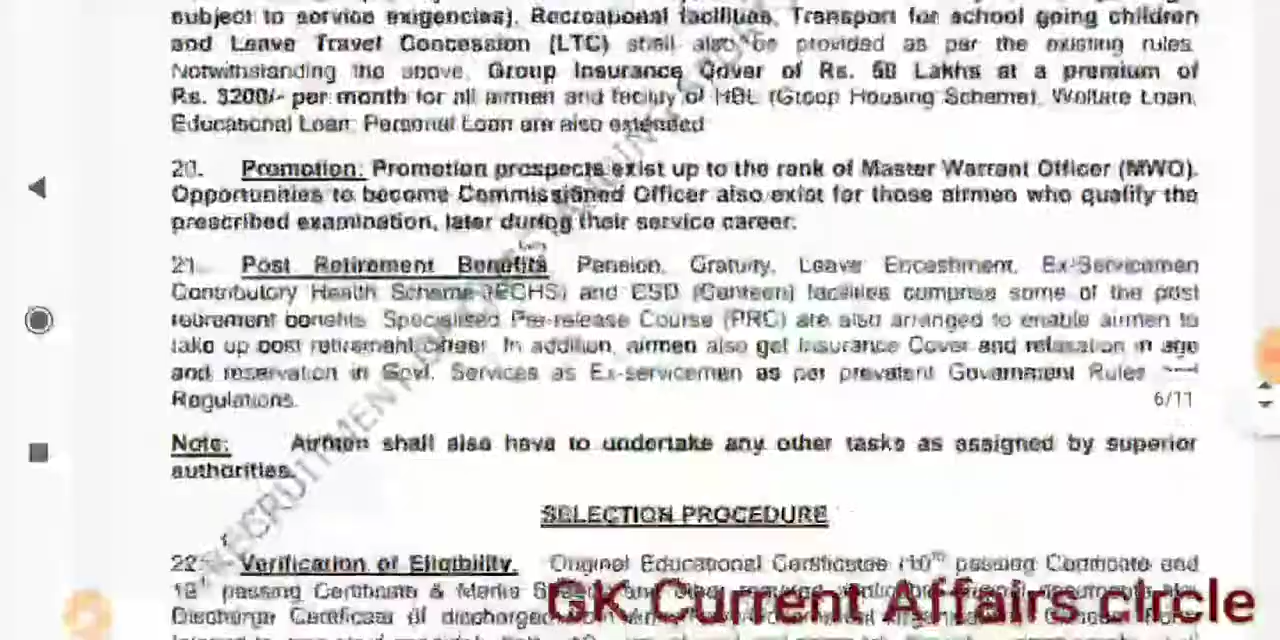 subject to service exigencies), Recreational facilities, Transport for school going children
and Leave Travel Concession (LTC) shall also be provided as per the existing rules.
Notwithstanding the above, Group Insurance Cover of Rs. 60 Lakhs at a premium of
Rs. 3200/- per month for all airmen and facility of HBL (Group Housing Scheme), Welfare Loan,
Educational Loan, Personal Loan are also extended
20. Promotion: Promotion prospects exist up to the rank of Master Warrant Officer (MWO).
Opportunities to become Commissioned Officer also exist for those airmen who qualify the
prescribed examination, later during their service career.
21. Post Retirement Benefits Pension, Gratuity, Leave Encashment, Ex-Servicemen
Contributory Health Scheme (ECHS) and CSD (Canteen) facilities comprise some of the post
retirement benefits. Specialised Pre-release Course (PRC) are also arranged to enable airmen to
take up post retirement career. In addition, airmen also get Insurance Cover and relaxation in age
and reservation in Govt. Services as Ex-servicemen as per prevalent Government Rules
Regulations.
6/11
Note: Airmen shall also have to undertake any other tasks as assigned by superior
authorities.
SELECTION PROCEDURE
22. Verification of Eligibility. Original Educational Certificates (10th passing Certificate and
passing Certificate & Marks
Discharge Certificate of
GK Current Affairs circle
RECRUITMENT